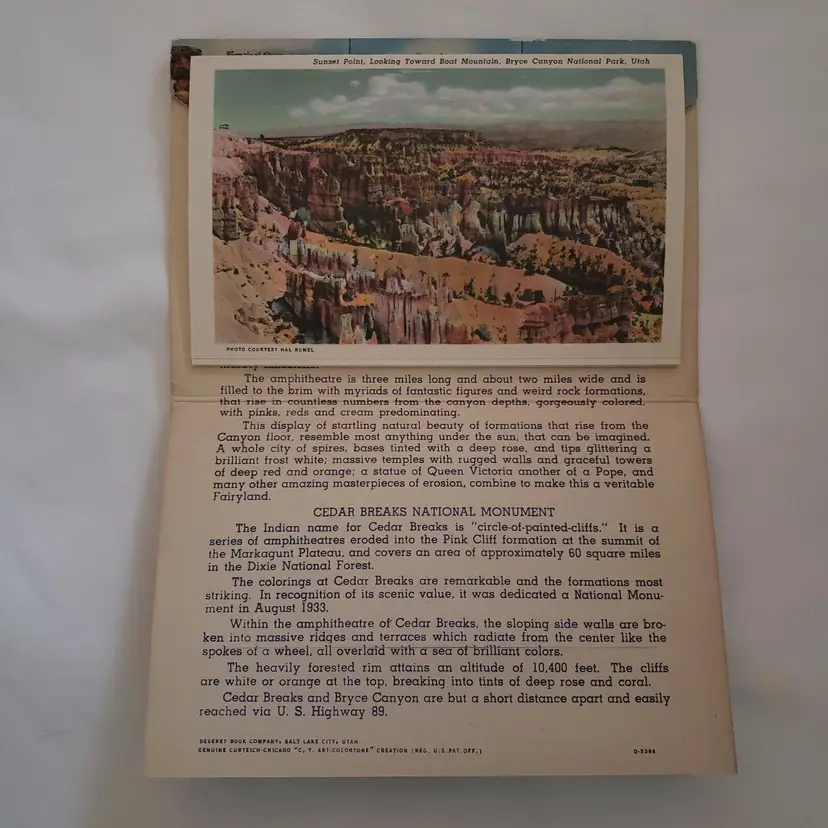 Sunset Point, Looking Toward Boat Mountain, Bryce Canyon National Park, Utah
PHOTO COURTESY HAL RUMEL
The amphitheatre is three miles long and about two miles wide and is
filled to the brim with myriads of fantastic figures and weird rock formations,
that rise in countless numbers from the canyon depths, gorgeously colored,
with pinks, reds and cream predominating.
This display of startling natural beauty of formations that rise from the
Canyon floor, resemble most anything under the sun, that can be imagined.
A whole city of spires, bases tinted with a deep rose, and tips glittering a
brilliant frost white; massive temples with rugged walls and graceful towers
of deep red and orange; a statue of Queen Victoria another of a Pope, and
many other amazing masterpieces of erosion, combine to make this a veritable
Fairyland.
CEDAR BREAKS NATIONAL MONUMENT
The Indian name for Cedar Breaks is "circle-of-painted-cliffs." It is a
series of amphitheatres eroded into the Pink Cliff formation at the summit of
the Markagunt Plateau, and covers an area of approximately 60 square miles
in the Dixie National Forest.
The colorings at Cedar Breaks are remarkable and the formations most
striking. In recognition of its scenic value, it was dedicated a National Monu-
ment in August 1933.
Within the amphitheatre of Cedar Breaks, the sloping side walls are bro-
ken into massive ridges and terraces which radiate from the center like the
spokes of a wheel, all overlaid with a sea of brilliant colors.
The heavily forested rim attains an altitude of 10,400 feet. The cliffs
are white or orange at the top, breaking into tints of deep rose and coral.
Cedar Breaks and Bryce Canyon are but a short distance apart and easily
reached via U. S. Highway 89.
DESERET BOOK COMPANY, SALT LAKE CITY, UTAH
GENUINE CURTEICH-CHICAGO "C. T. ART-COLORTONE" CREATION (REG. U.S. PAT. OFF.)